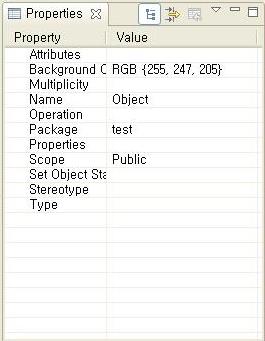 Properties
Property Value
Attributes
Background C RGB {255, 247, 205}
Multiplicity
Name Object
Operation
Package test
Properties
Scope Public
Set Object Sta
Stereotype
Type